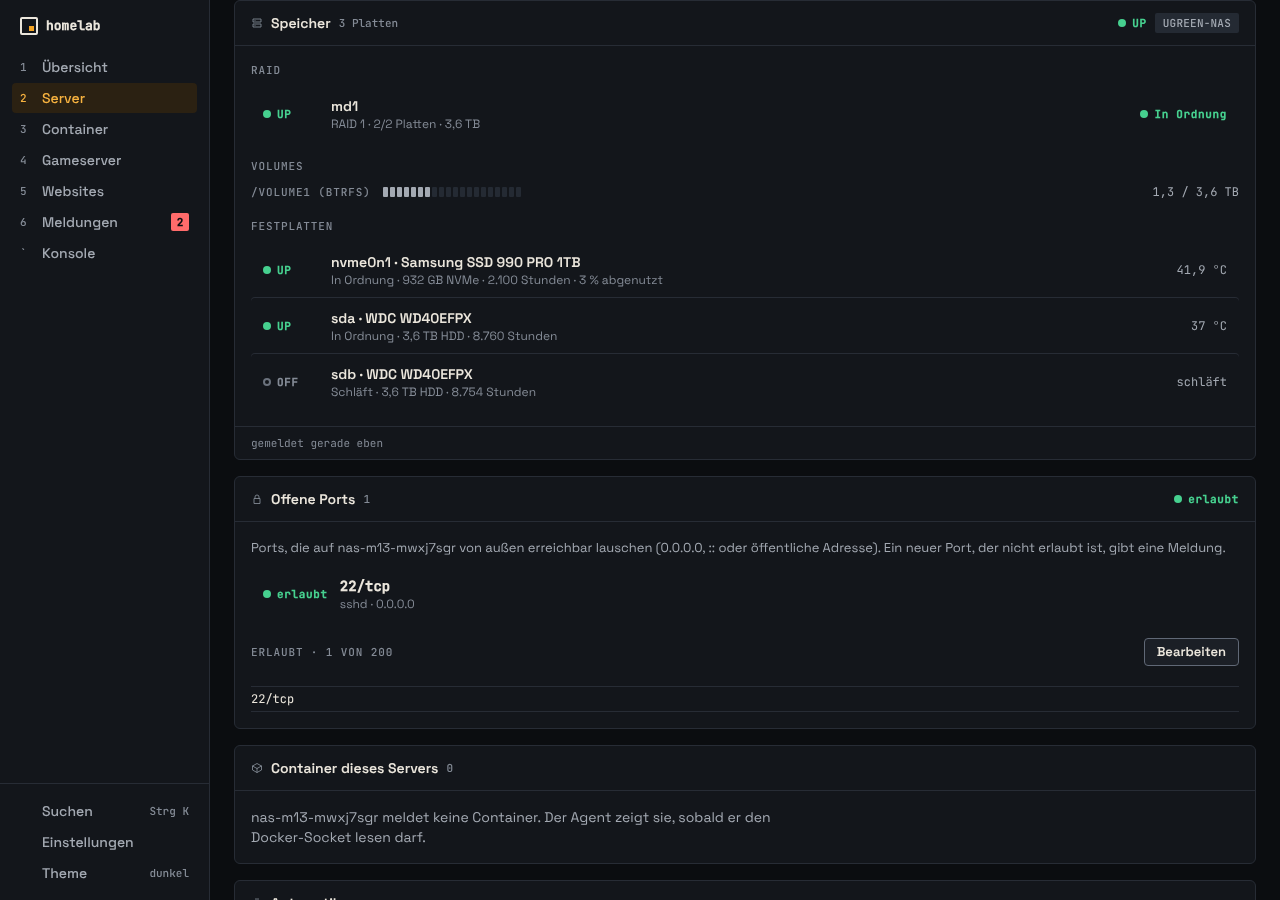 homelab
1 Übersicht
2 Server
3 Container
4 Gameserver
5 Websites
6 Meldungen 2
` Konsole
Suchen Strg K
Einstellungen
Theme dunkel
Speicher 3 Platten UP UGREEN-NAS
RAID
UP md1 In Ordnung
RAID 1 · 2/2 Platten · 3,6 TB
VOLUMES
/VOLUME1 (BTRFS) 1,3 / 3,6 TB
FESTPLATTEN
UP nvme0n1 · Samsung SSD 990 PRO 1TB 41,9 °C
In Ordnung · 932 GB NVMe · 2.100 Stunden · 3 % abgenutzt
UP sda · WDC WD40EFPX 37 °C
In Ordnung · 3,6 TB HDD · 8.760 Stunden
OFF sdb · WDC WD40EFPX schläft
Schläft · 3,6 TB HDD · 8.754 Stunden
gemeldet gerade eben
Offene Ports 1 erlaubt
Ports, die auf nas-m13-mwxj7sgr von außen erreichbar lauschen (0.0.0.0, :: oder öffentliche Adresse). Ein neuer Port, der nicht erlaubt ist, gibt eine Meldung.
erlaubt 22/tcp
sshd · 0.0.0.0
ERLAUBT · 1 VON 200 Bearbeiten
22/tcp
Container dieses Servers 0
nas-m13-mwxj7sgr meldet keine Container. Der Agent zeigt sie, sobald er den
Docker-Socket lesen darf.